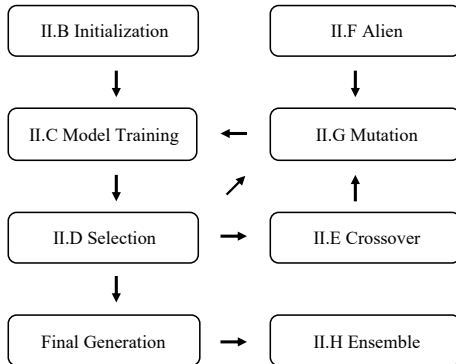 II.B Initialization
II.F Alien
II.C Model Training
II.G Mutation
II.D Selection
II.E Crossover
Final Generation
II.H Ensemble